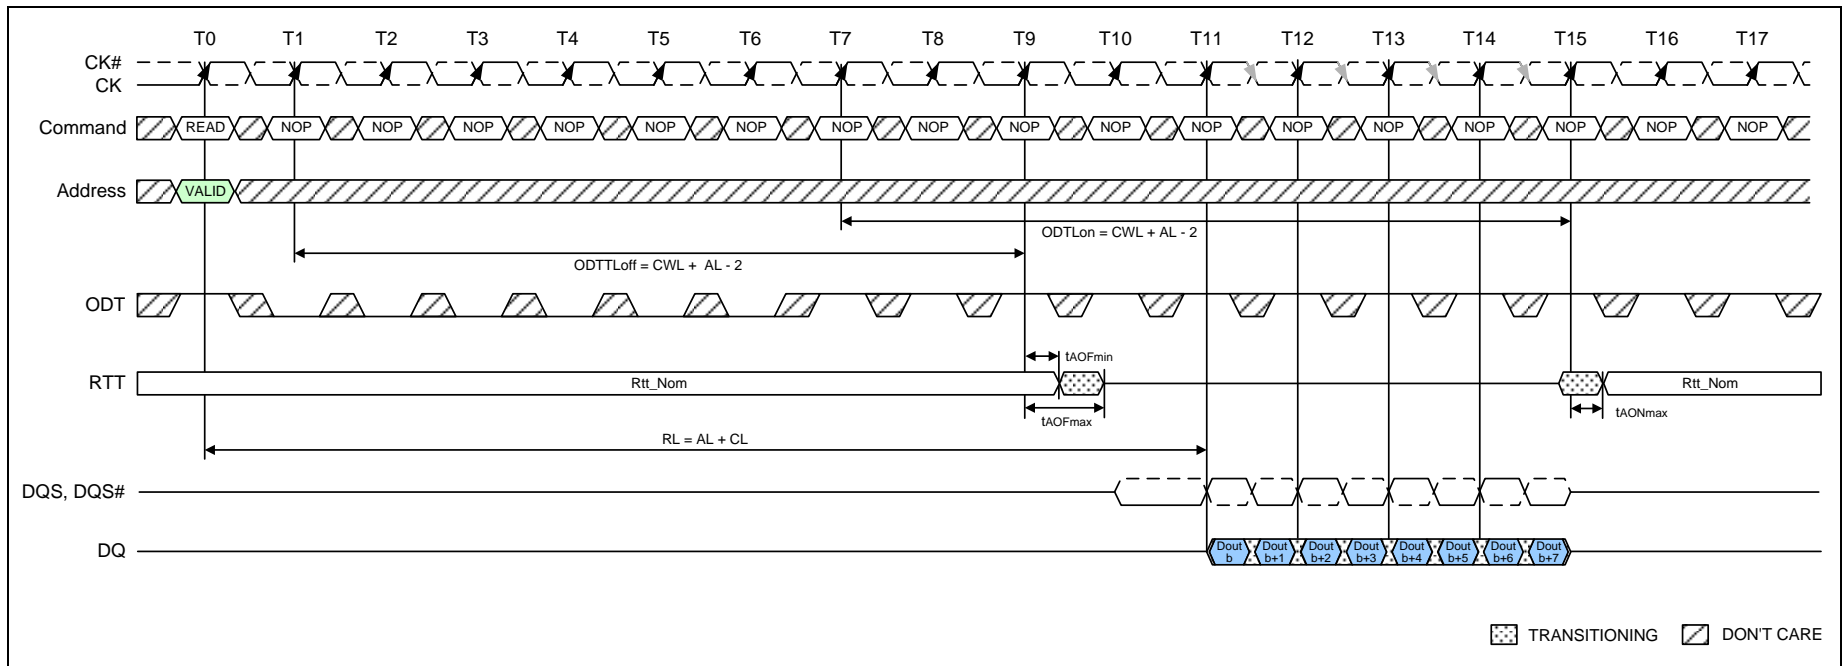 T0 T1 T2 T3 T4 T5 T6 T7 T8 T9 T10 T11 T12 T13 T14 T15 T16 T17
CK#
CK
Command READ NOP NOP NOP NOP NOP NOP NOP NOP NOP NOP NOP NOP NOP NOP NOP NOP NOP
Address VALID
ODTLon = CWL + AL - 2
ODTTLoff = CWL + AL - 2
ODT
tAOFmin
RTT Rtt_Nom Rtt_Nom
tAOFmax tAONmax
RL = AL + CL
DQS, DQS#
DQ Dout b Dout b+1 Dout b+2 Dout b+3 Dout b+4 Dout b+5 Dout b+6 Dout b+7
TRANSITIONING DON'T CARE